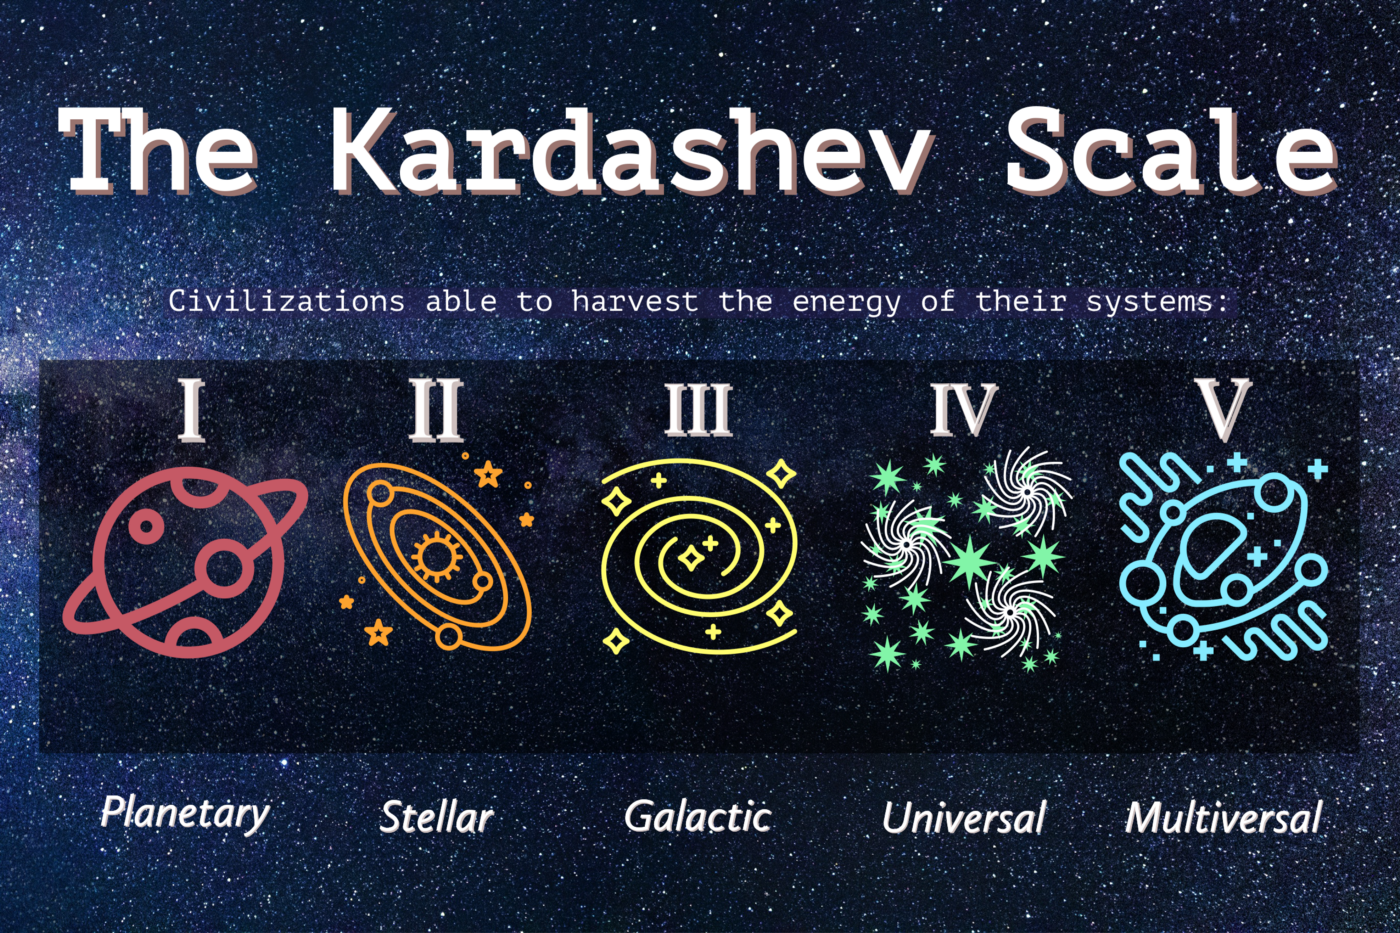 The Kardashev Scale
Civilizations able to harvest the energy of their systems:
I II III IV V
Planetary Stellar Galactic Universal Multiversal